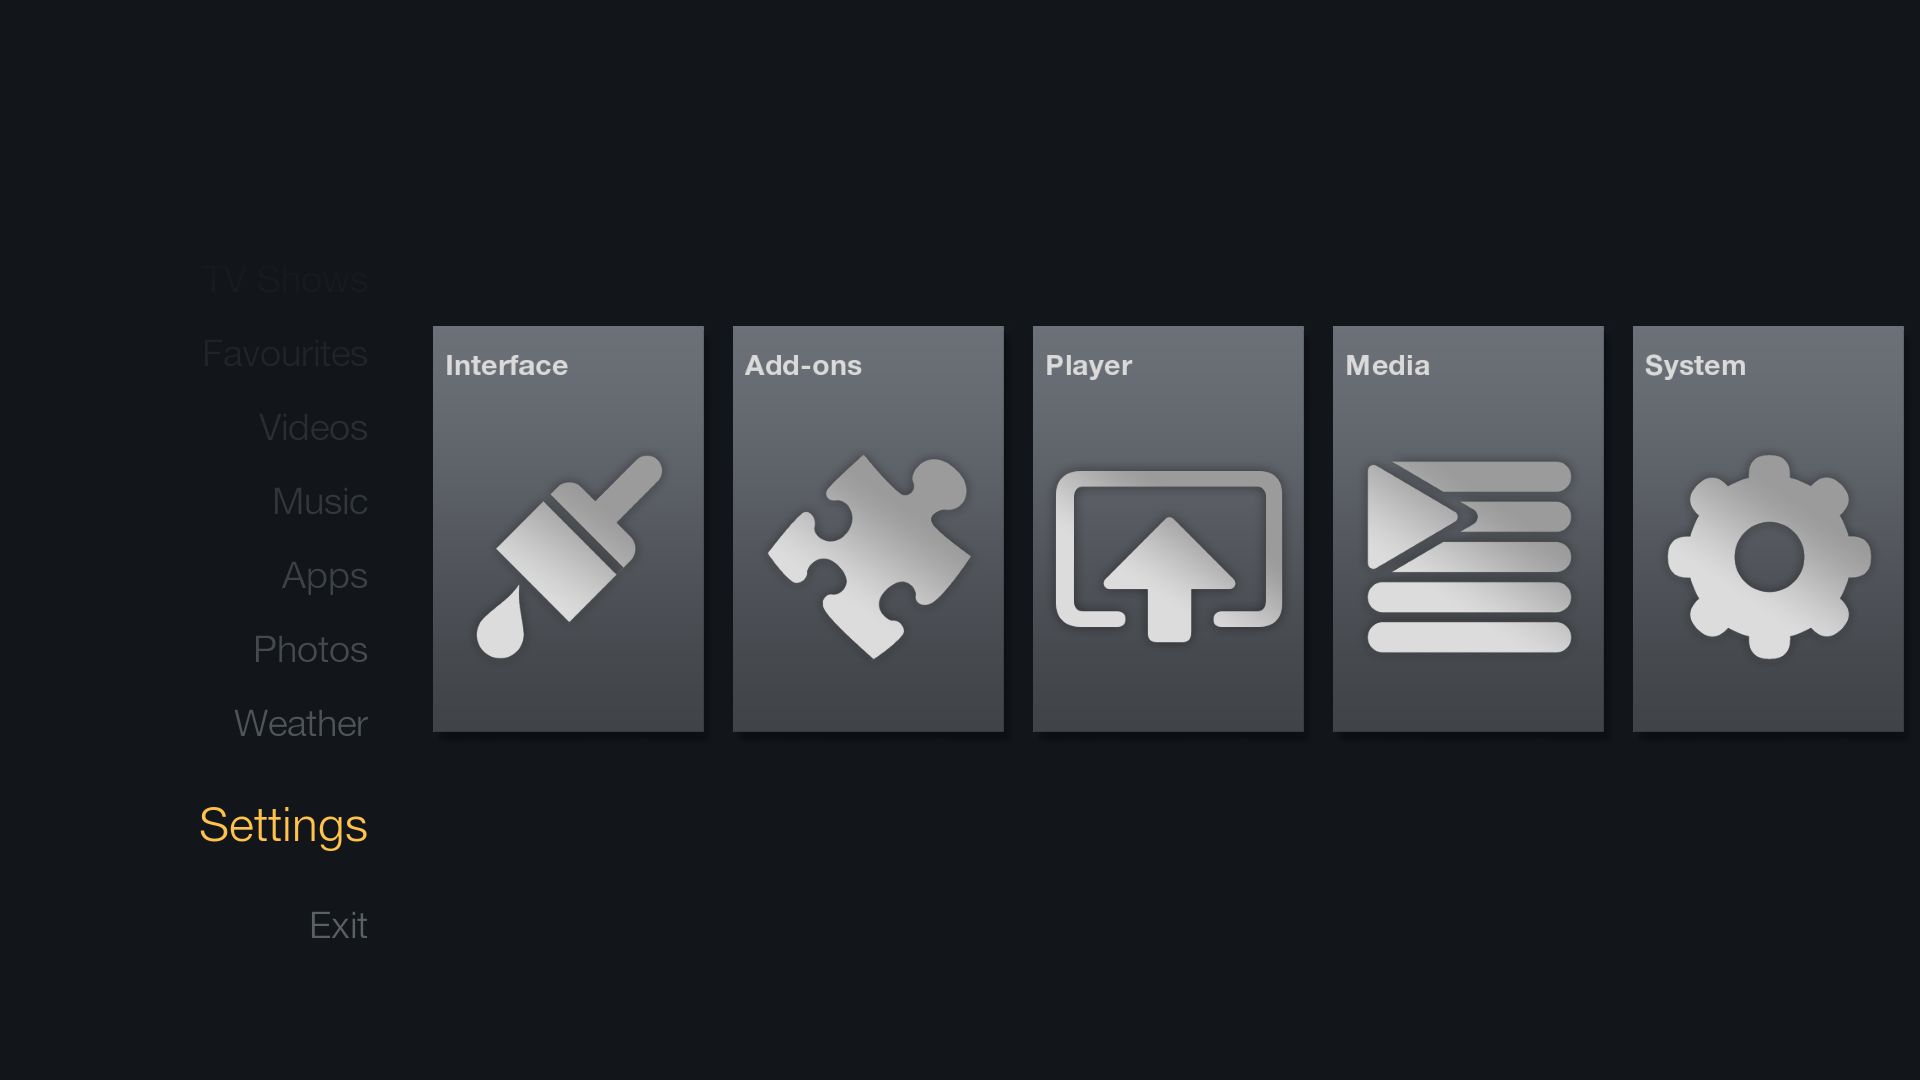 TV Shows
Favourites
Videos
Music
Apps
Photos
Weather
Settings
Exit
Interface
Add-ons
Player
Media
System